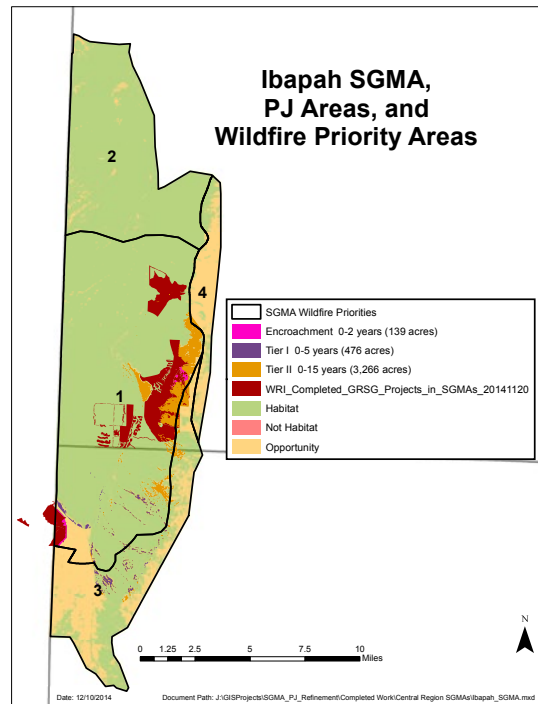 Ibapah SGMA,
PJ Areas, and
Wildfire Priority Areas
2
4
SGMA Wildfire Priorities
Encroachment 0-2 years (139 acres)
Tier I 0-5 years (476 acres)
Tier II 0-15 years (3,266 acres)
WRI_Completed_GRSG_Projects_in_SGMAs_20141120
Habitat
Not Habitat
Opportunity
1
3
N
0 1.25 2.5 5 7.5 10
Miles
Date: 12/10/2014 Document Path: J:\GISProjects\SGMA_PJ_Refinement\Completed Work\Central Region SGMAs\Ibapah_SGMA.mxd